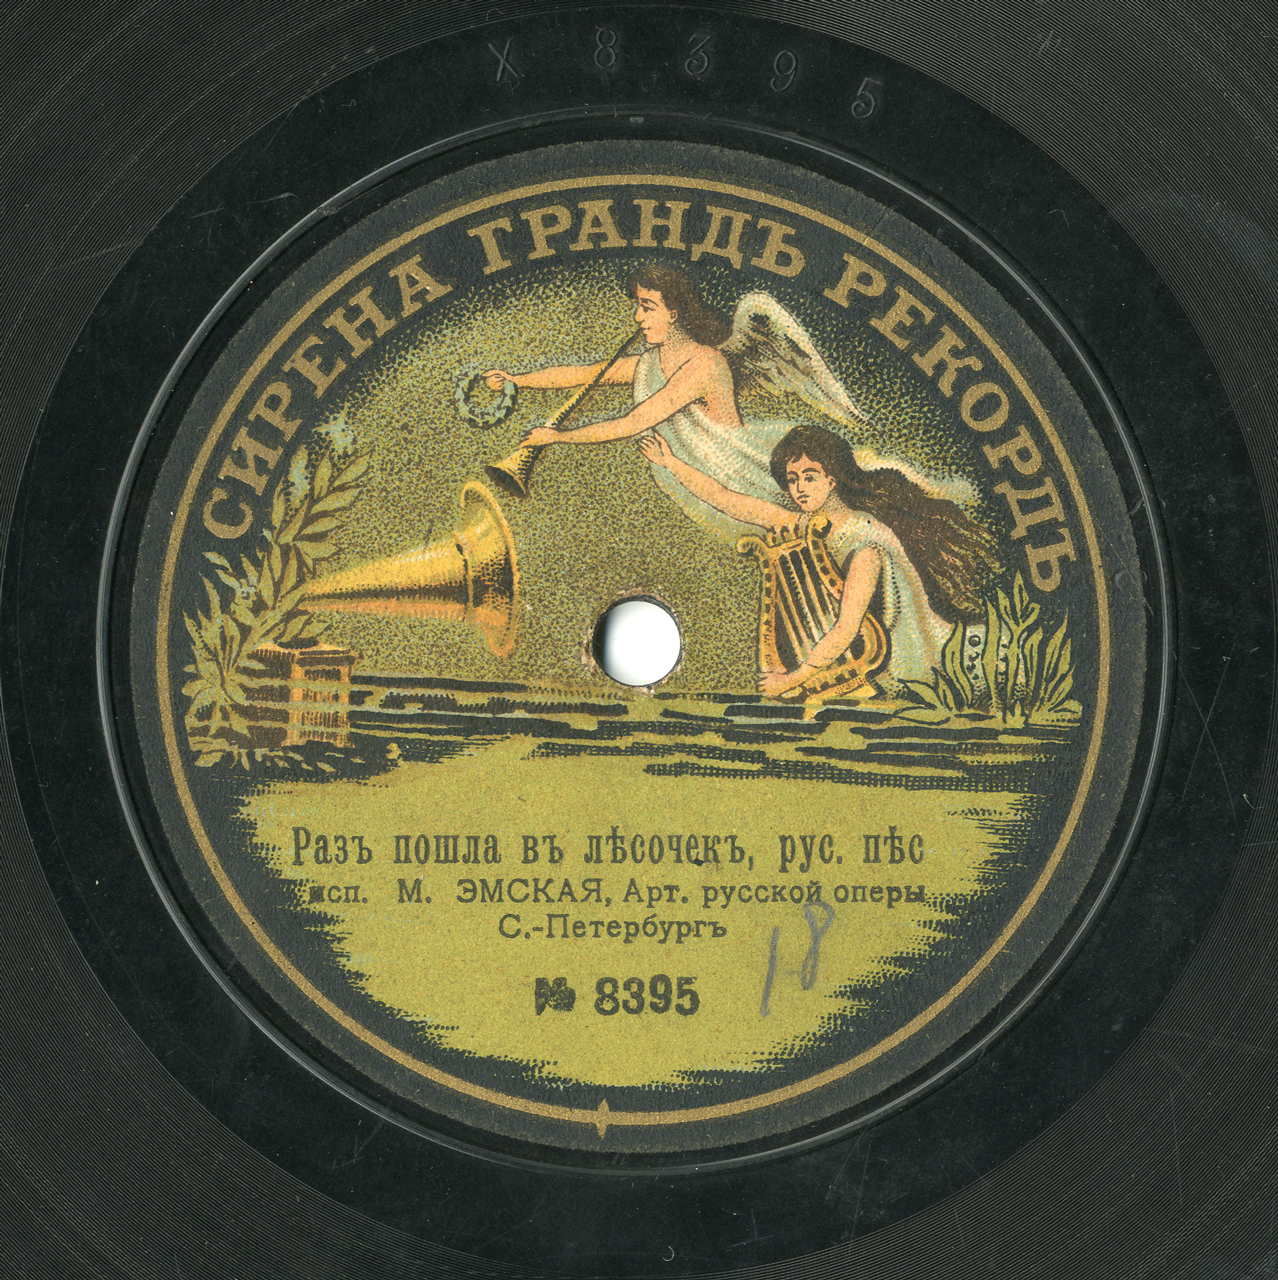 X 8395
СИРЕНА ГРАНДЪ РЕКОРДЪ
Разъ пошла въ лѣсочекъ, рус. пѣс
исп. М. ЭМСКАЯ, Арт. русской оперы
С.-Петербургъ
№ 8395
18